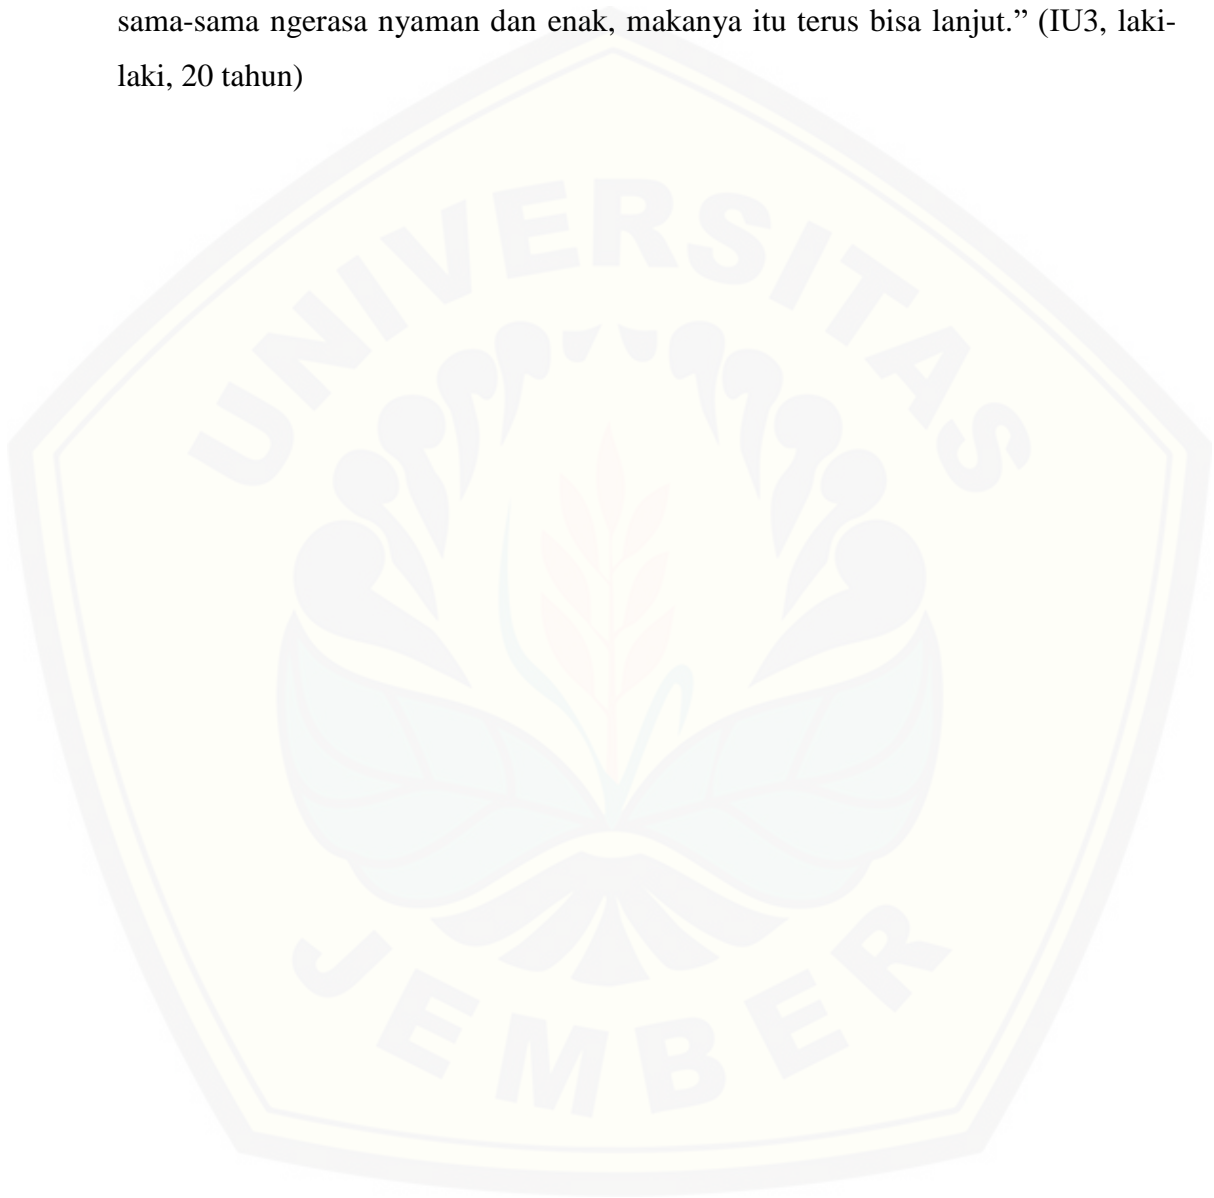 sama-sama ngerasa nyaman dan enak, makanya itu terus bisa lanjut.” (IU3, laki-
laki, 20 tahun)
UNIVERSITAS
JEMBER